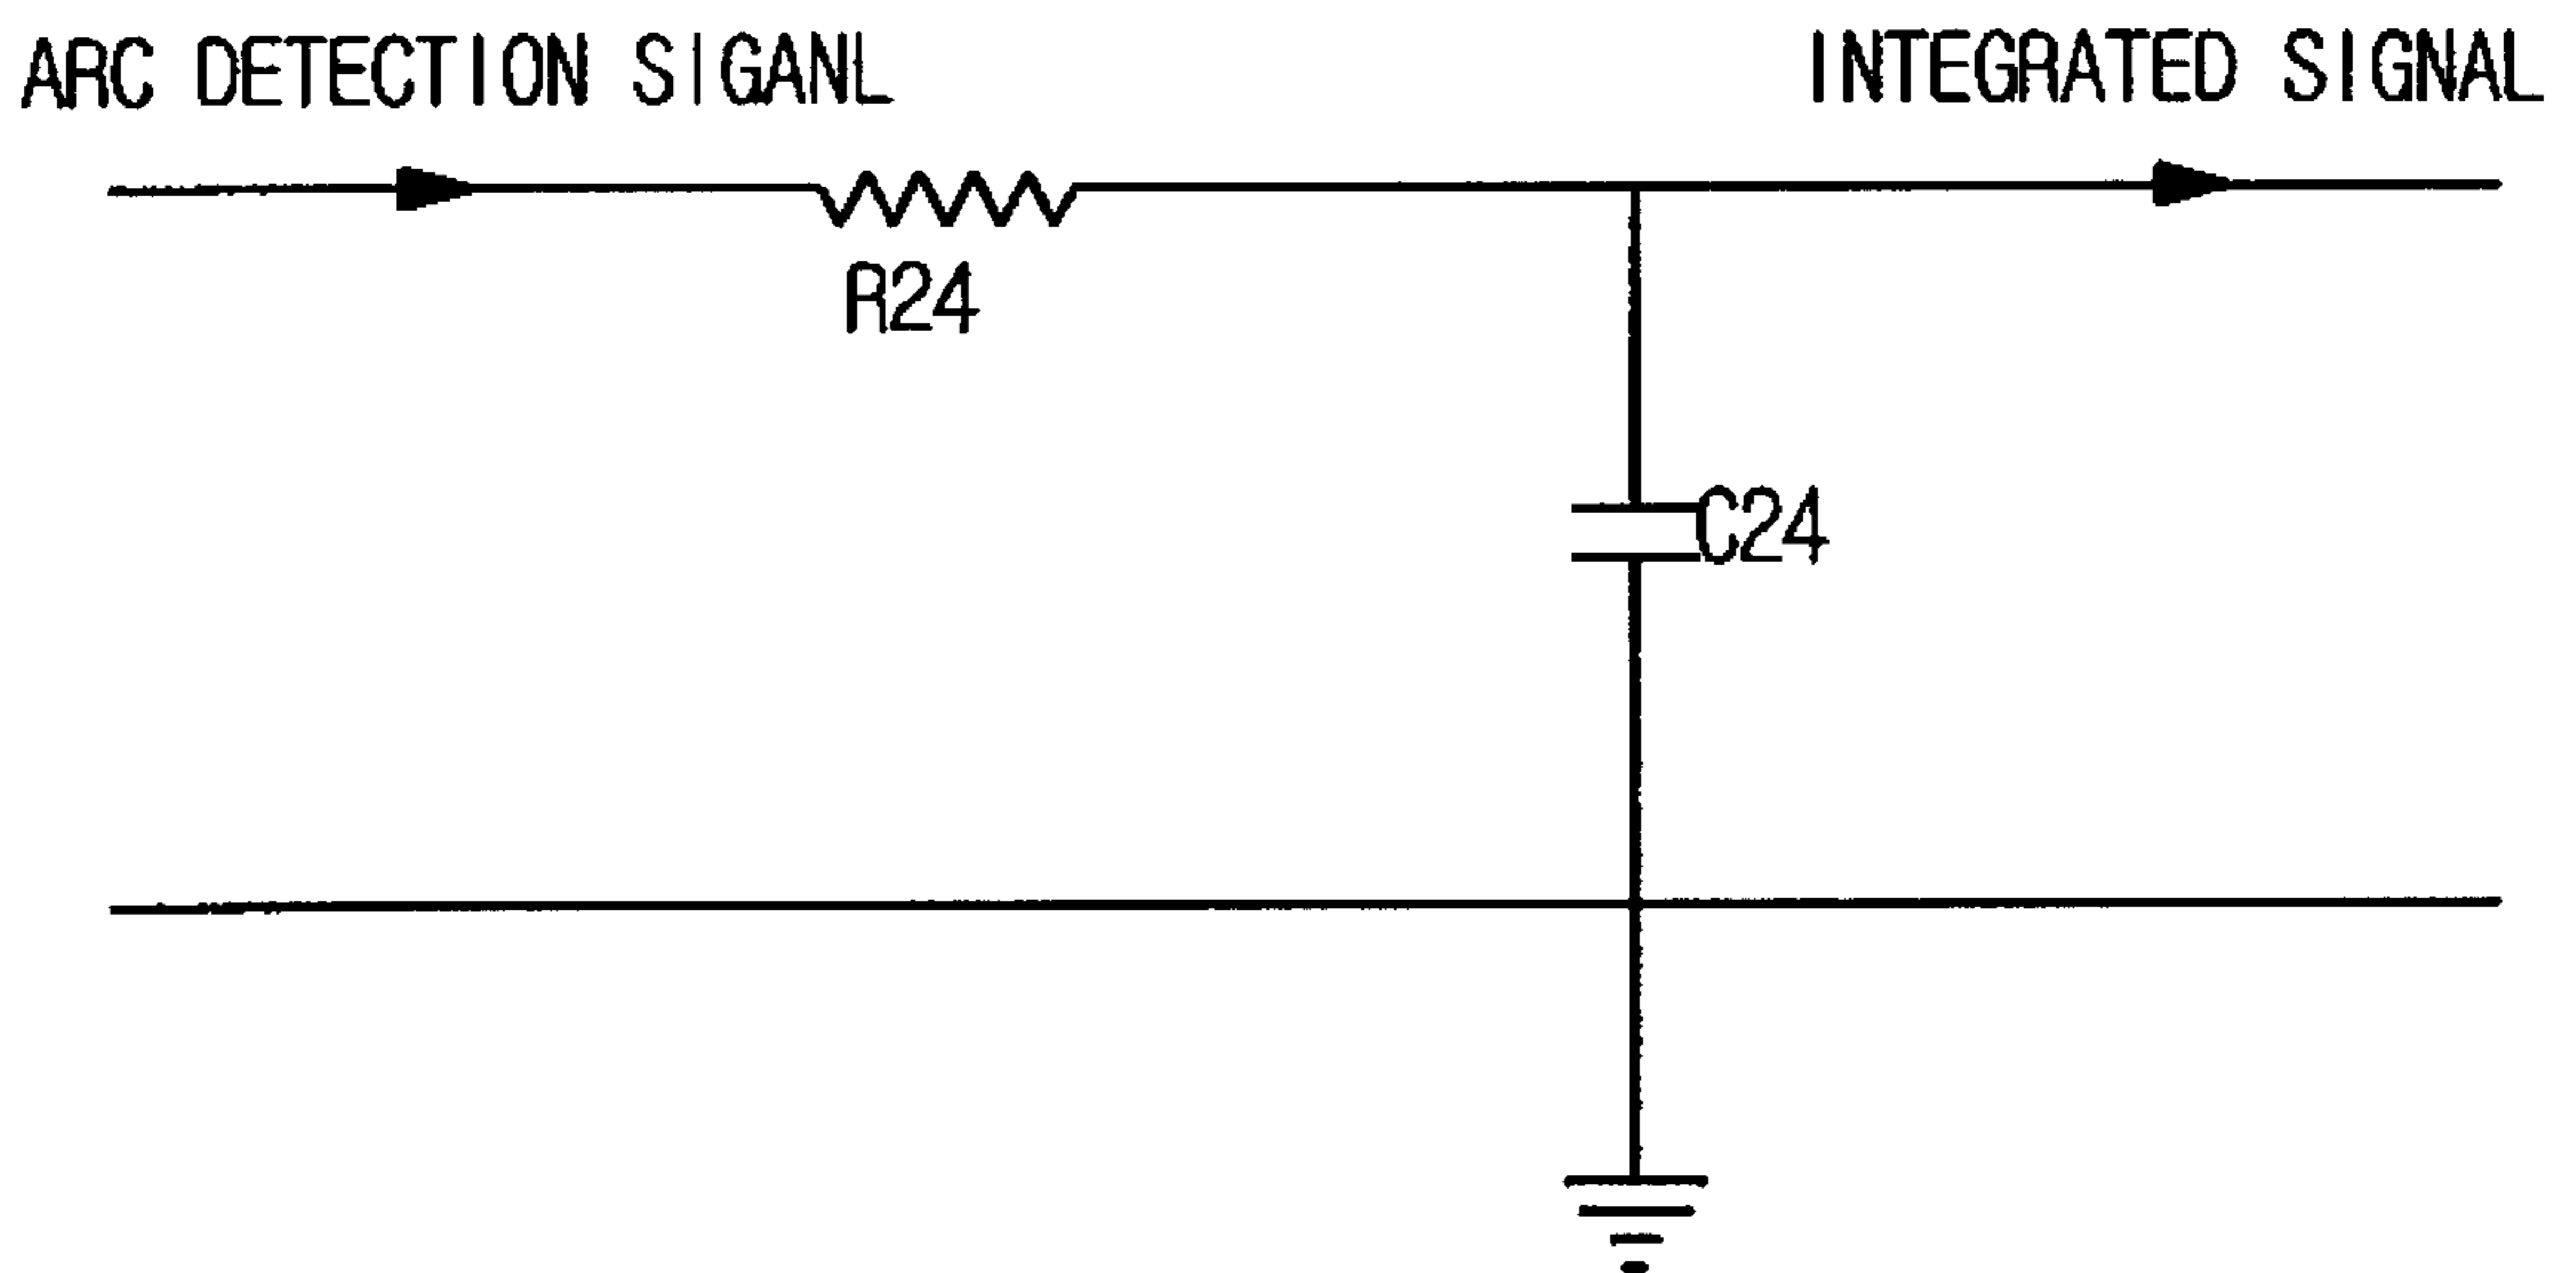 ARC DETECTION SIGANL
INTEGRATED SIGNAL
R24
C24